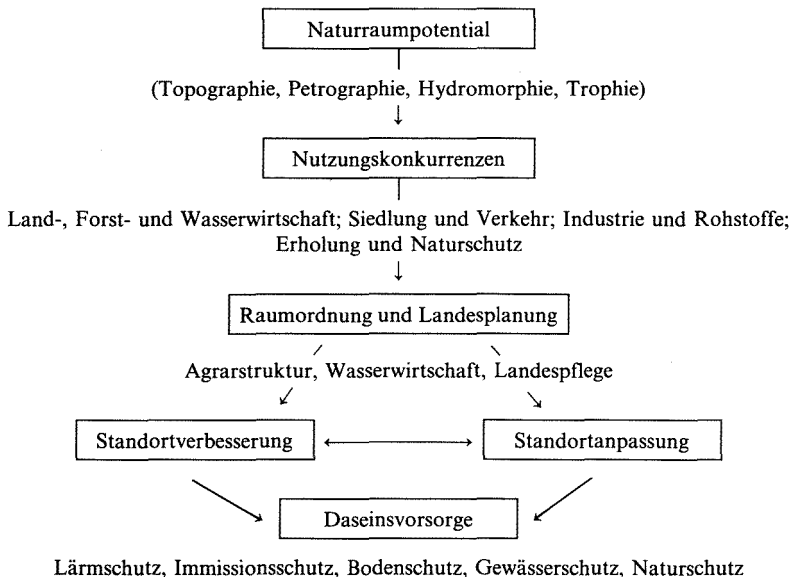 Naturraumpotential
(Topographie, Petrographie, Hydromorphie, Trophie)
Nutzungskonkurrenzen
Land-, Forst- und Wasserwirtschaft; Siedlung und Verkehr; Industrie und Rohstoffe;
Erholung und Naturschutz
Raumordnung und Landesplanung
Agrarstruktur, Wasserwirtschaft, Landespflege
Standortverbesserung
Standortanpassung
Daseinsvorsorge
Lärmschutz, Immissionsschutz, Bodenschutz, Gewässerschutz, Naturschutz